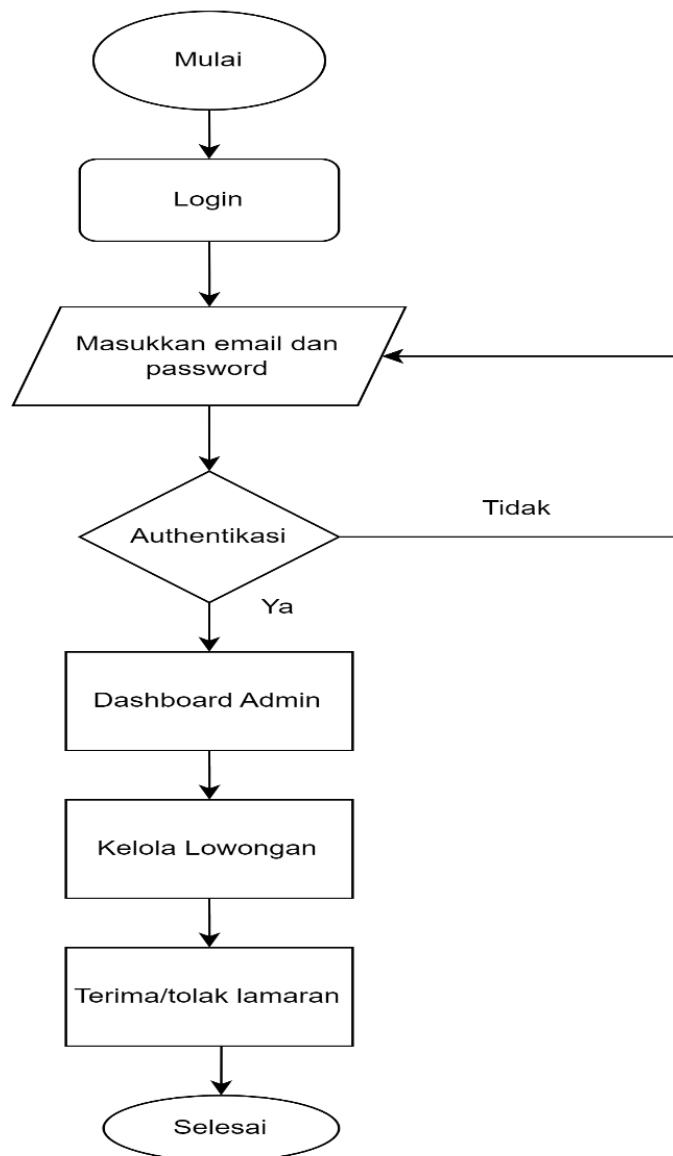 Mulai
Login
Masukkan email dan
password
Authentikasi
Tidak
Ya
Dashboard Admin
Kelola Lowongan
Terima/tolak lamaran
Selesai